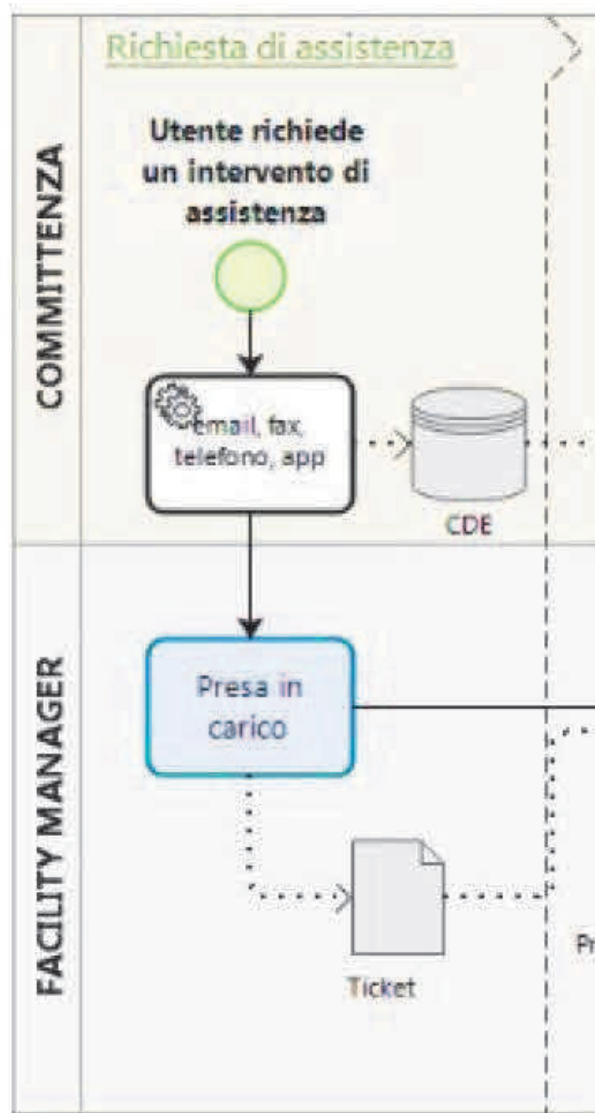 Richiesta di assistenza
COMMITTENZA
Utente richiede
un intervento di
assistenza
email, fax,
telefono, app
CDE
FACILITY MANAGER
Presa in
carico
Ticket
Pr